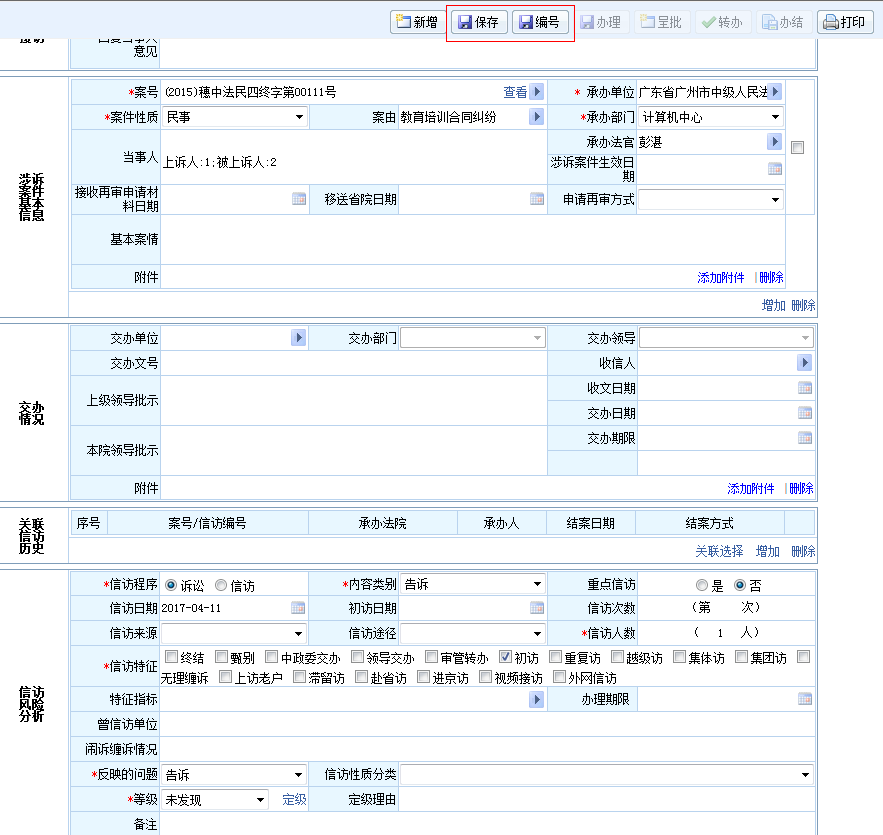 新增 保存 编号 办理 呈批 转办 办结 打印
意见
涉诉案件基本信息
*案号 (2015)穗中法民四终字第00111号 查看 * 承办单位 广东省广州市中级人民法
*案件性质 民事 案由 教育培训合同纠纷 *承办部门 计算机中心
当事人 上诉人:1;被上诉人:2 承办法官 彭湛
涉诉案件生效日期
接收再审申请材料日期 移送省院日期 申请再审方式
基本案情
附件 添加附件 |删除
增加 删除
交办情况
交办单位 交办部门 交办领导
交办文号 收信人
上级领导批示 收文日期
交办日期
本院领导批示 交办期限
附件 添加附件 |删除
关联信访历史
序号 案号/信访编号 承办法院 承办人 结案日期 结案方式
关联选择 增加 删除
信访风险分析
*信访程序 诉讼 信访 *内容类别 告诉 重点信访 是 否
信访日期 2017-04-11 初访日期 信访次数 (第 次)
信访来源 信访途径 *信访人数 ( 1 人)
*信访特征 终结 甄别 中政委交办 领导交办 审管转办 初访 重复访 越级访 集体访 集团访
无理缠诉 上访老户 滞留访 赴省访 进京访 视频接访 外网信访
特征指标 办理期限
曾信访单位
闹诉缠诉情况
*反映的问题 告诉 信访性质分类
*等级 未发现 定级 定级理由
备注